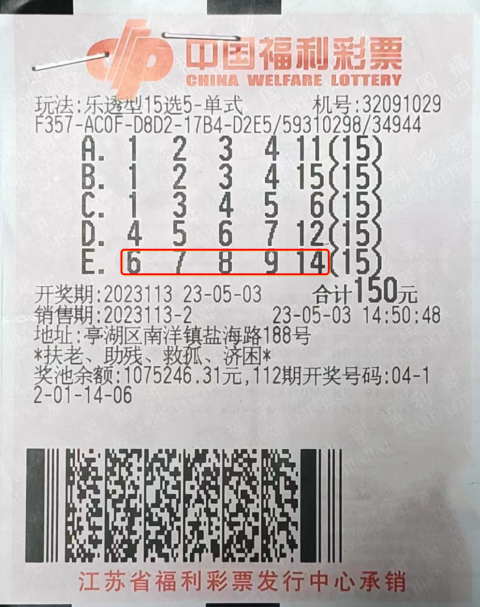 中国福利彩票
CHINA WELFARE LOTTERY
玩法:乐透型15选5-单式 机号:32091029
F357-AC0F-D8D2-17B4-D2E5/59310298/34944
A. 1 2 3 4 11(15)
B. 1 2 3 4 15(15)
C. 1 3 4 5 6(15)
D. 4 5 6 7 12(15)
E. 6 7 8 9 14(15)
开奖期:2023113 23-05-03 合计150元
销售期:2023113-2 23-05-03 14:50:48
地址:亭湖区南洋镇盐海路188号
*扶老、助残、救孤、济困*
奖池余额:1075246.31元,112期开奖号码:04-1
2-01-14-06
江苏省福利彩票发行中心承销